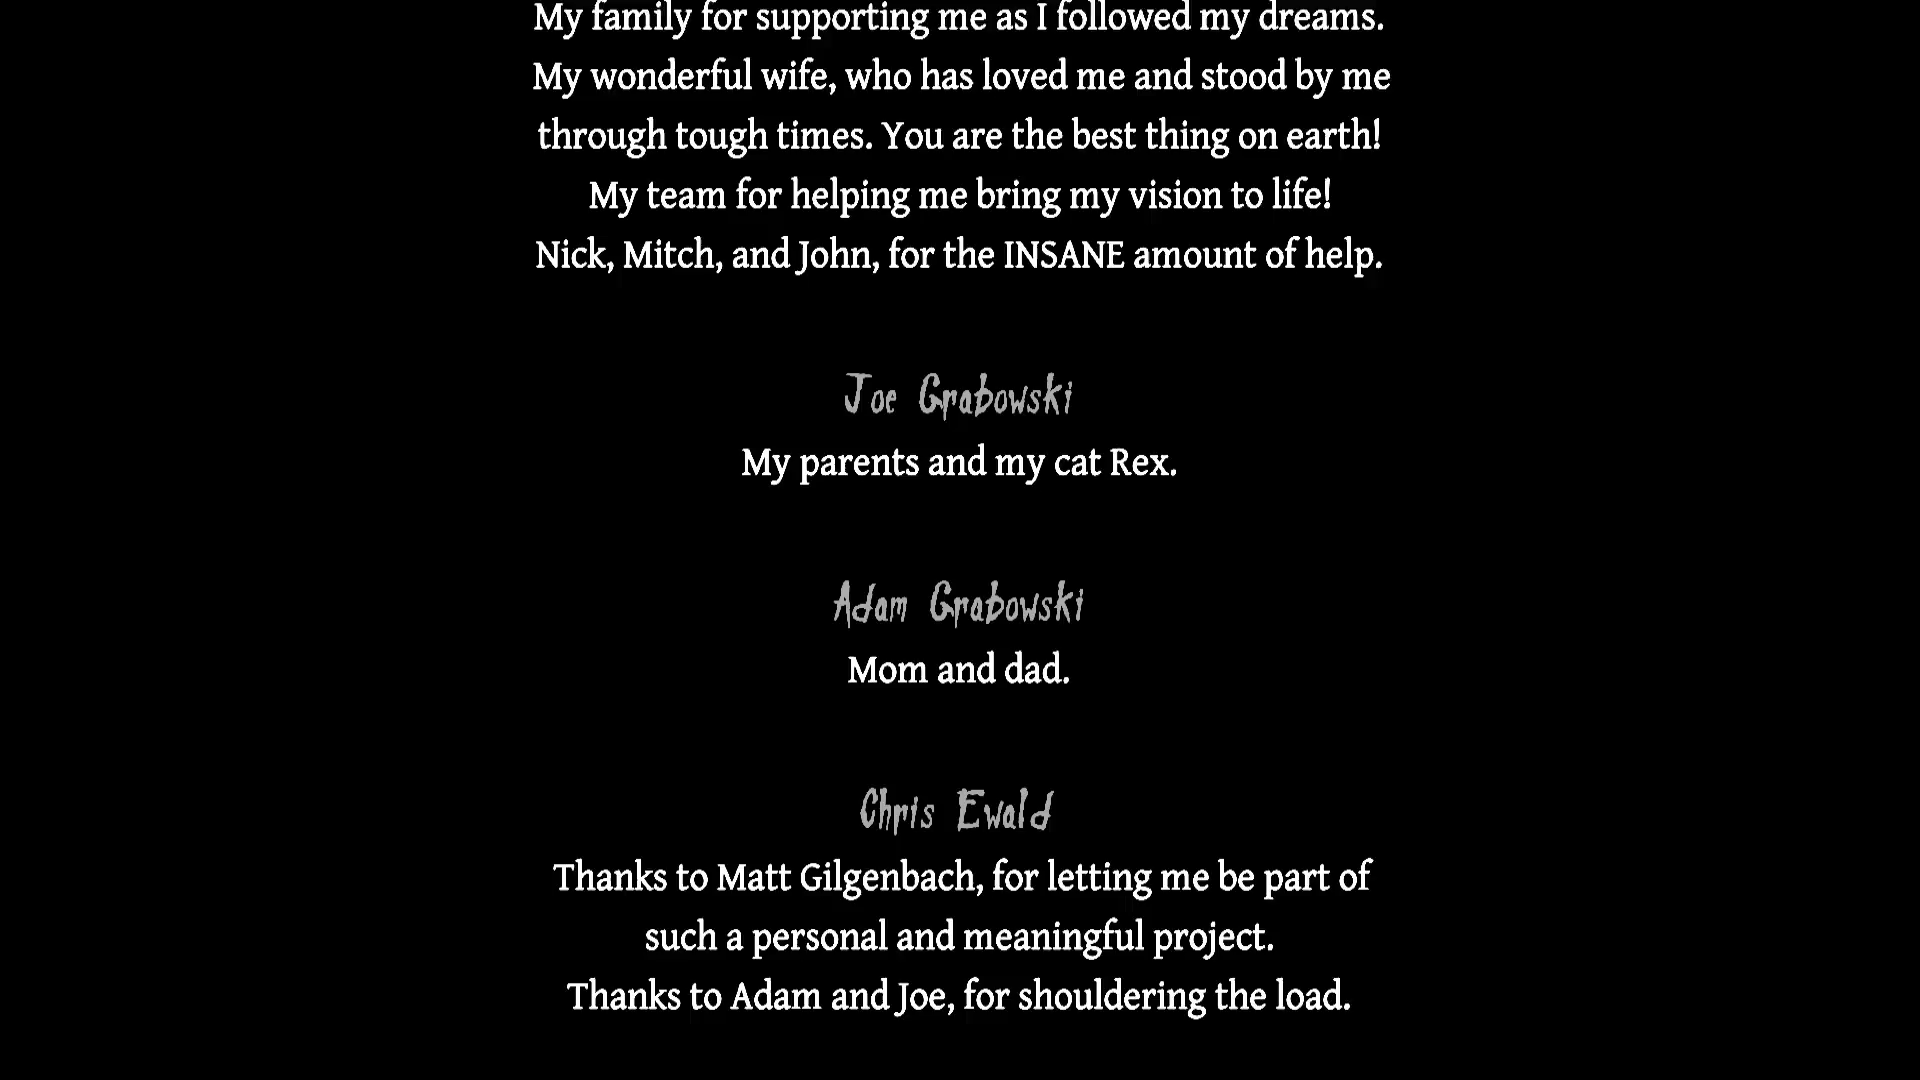 My family for supporting me as I followed my dreams.
My wonderful wife, who has loved me and stood by me
through tough times. You are the best thing on earth!
My team for helping me bring my vision to life!
Nick, Mitch, and John, for the INSANE amount of help.
Joe Grabowski
My parents and my cat Rex.
Adam Grabowski
Mom and dad.
Chris Ewald
Thanks to Matt Gilgenbach, for letting me be part of
such a personal and meaningful project.
Thanks to Adam and Joe, for shouldering the load.